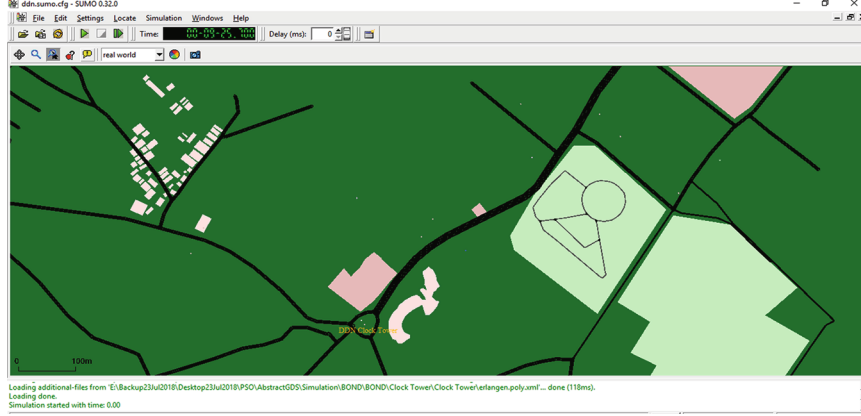 ddn.sumo.cfg - SUMO 0.32.0
File Edit Settings Locate Simulation Windows Help
Time: 00-09-25.700 Delay (ms): 0
real world
DDN Clock Tower
0 100m
Loading additional-files from 'E:\Backup23Jul2018\Desktop23Jul2018\PSO\AbstractGDS\Simulation\BOND\BOND\Clock Tower\Clock Tower\erlangen.poly.xml'... done (118ms).
Loading done.
Simulation started with time: 0.00